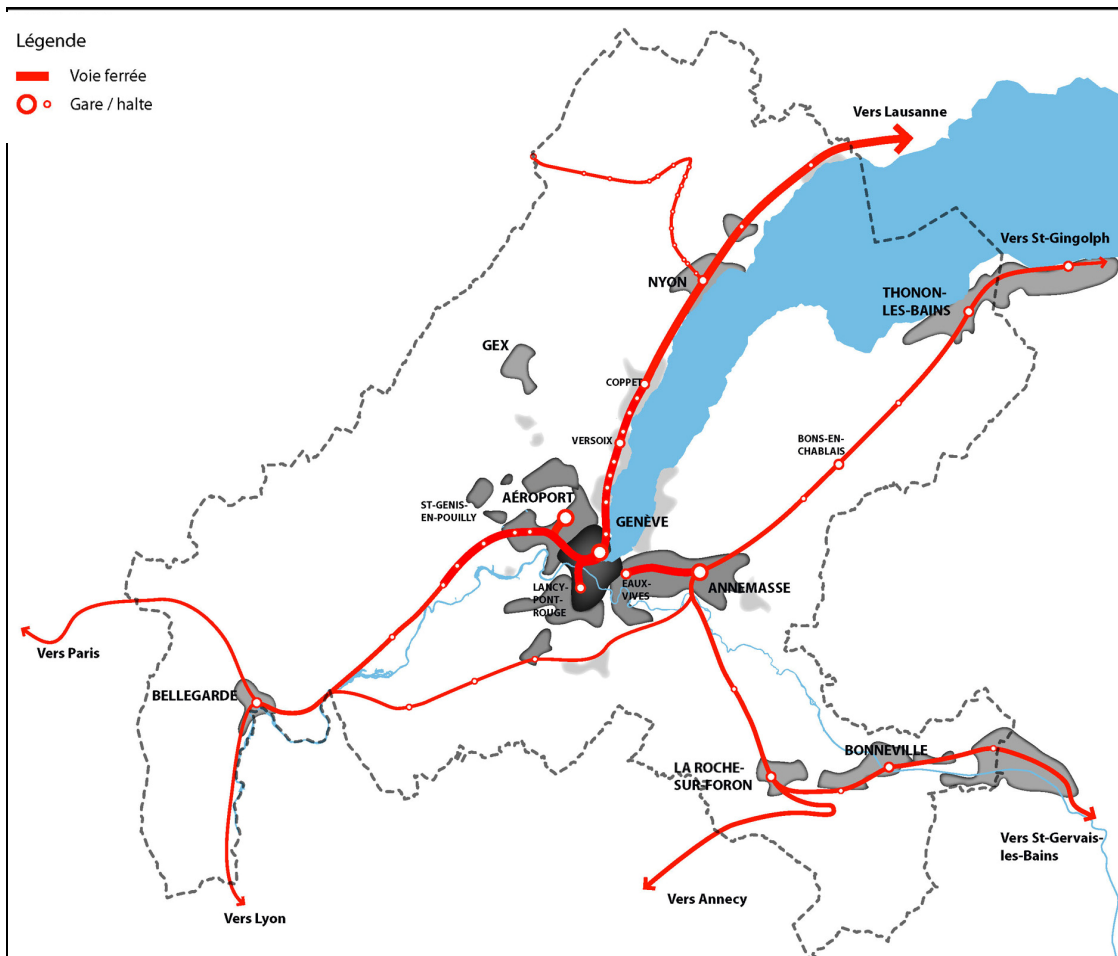 Légende
Voie ferrée
Gare / halte
Vers Lausanne
Vers St-Gingolph
NYON
THONON-
LES-BAINS
GEX
COPPET
VERSOIX
BONS-EN-
CHABLAIS
AÉROPORT
ST-GENIS-
EN-POUILLY
GENÈVE
LANCY-
PONT-
ROUGE
EAUX-
VIVES
ANNEMASSE
Vers Paris
BELLEGARDE
BONNEVILLE
LA ROCHE-
SUR-FORON
Vers St-Gervais-
les-Bains
Vers Annecy
Vers Lyon